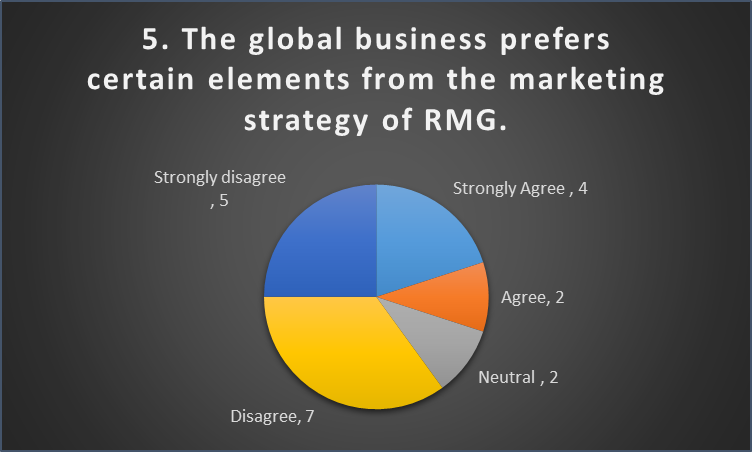 5. The global business prefers
certain elements from the marketing
strategy of RMG.
Strongly disagree
, 5
Strongly Agree , 4
Agree, 2
Neutral , 2
Disagree, 7